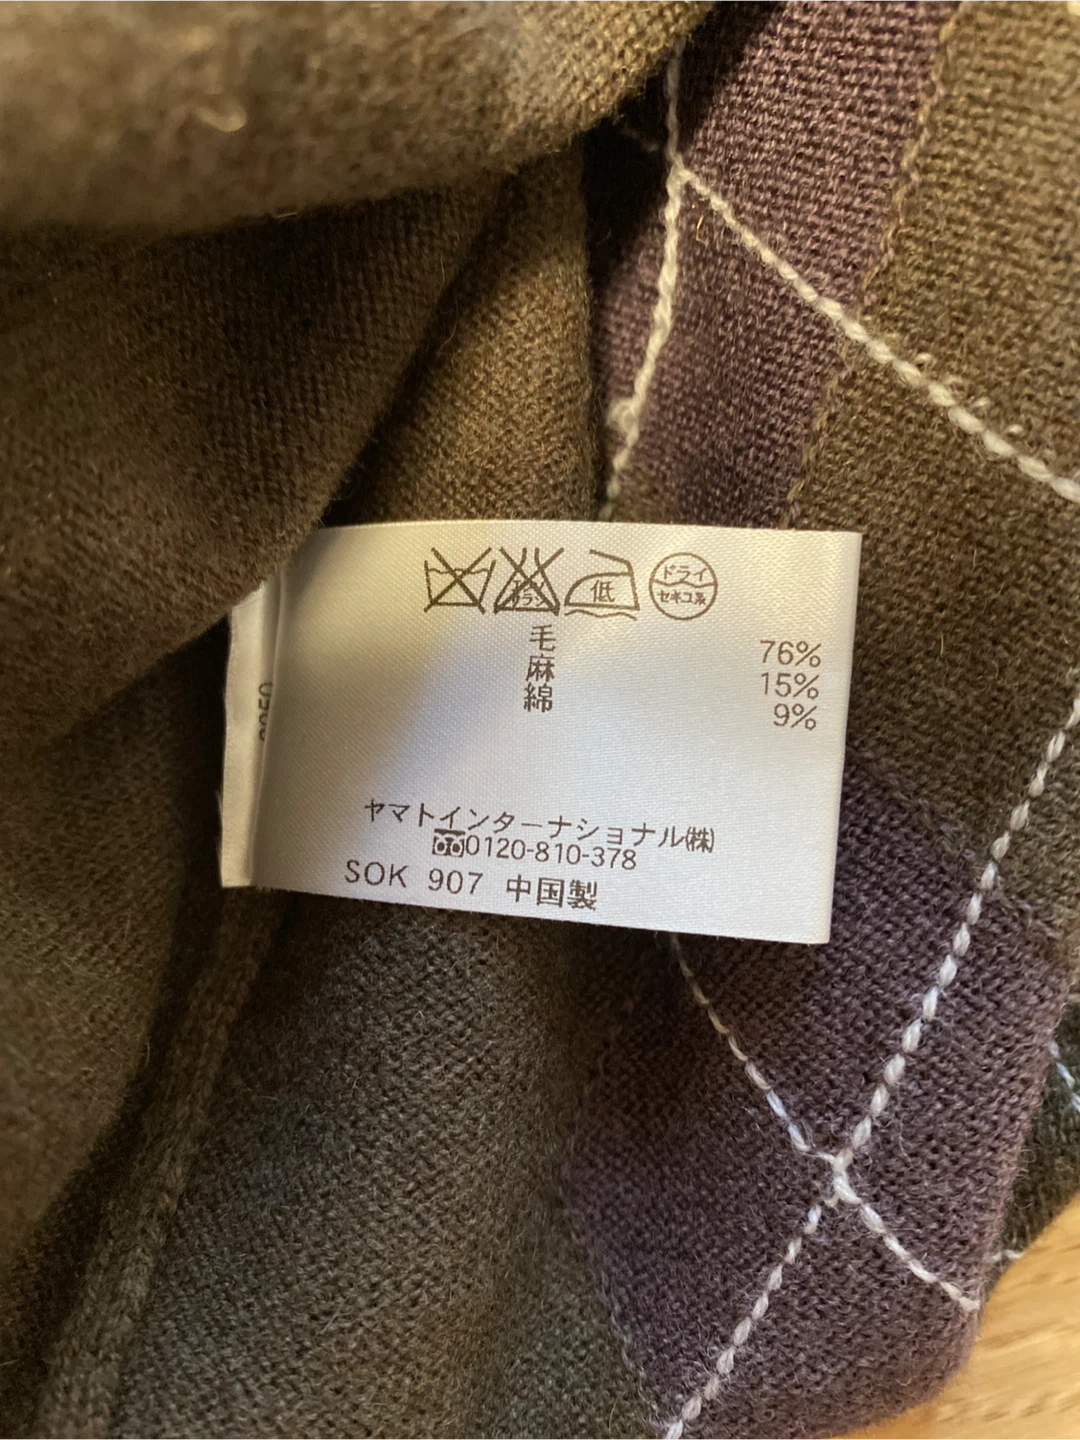 低
ドライ
セキユ系
毛 76%
麻 15%
綿 9%
ヤマトインターナショナル㈱
0120-810-378
SOK 907 中国製